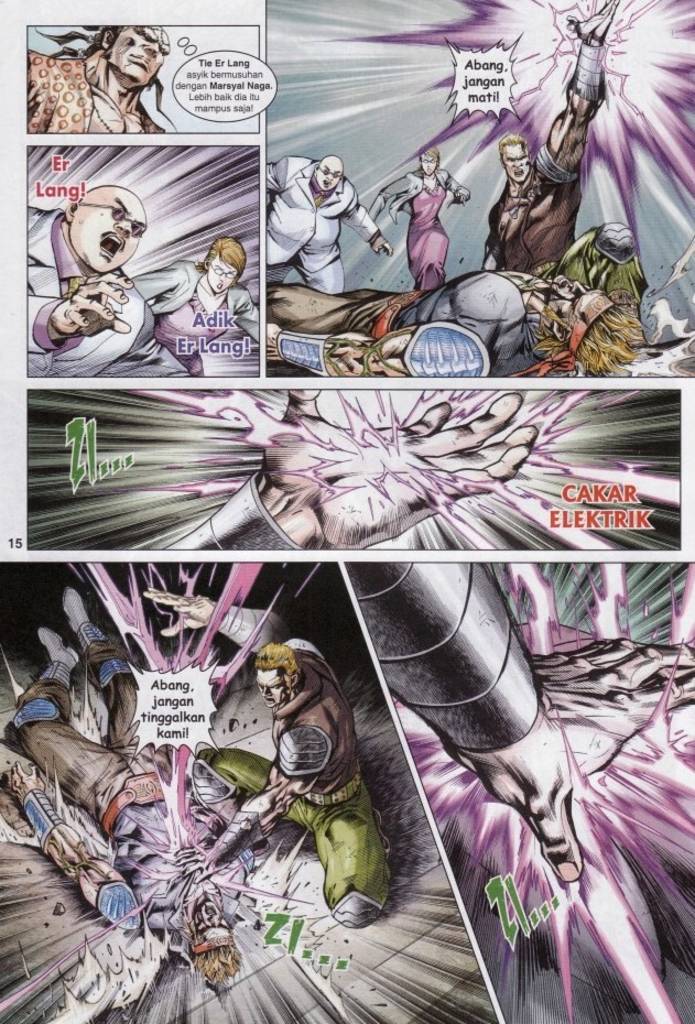 Tie Er Lang
asyik bermusuhan
dengan Marsyal Naga.
Lebih baik dia itu
mampus saja!
Abang,
jangan
mati!
Er
Lang!
Adik
Er Lang!
ZI...
CAKAR
ELEKTRIK
15
Abang,
jangan
tinggalkan
kami!
ZI...
ZI...